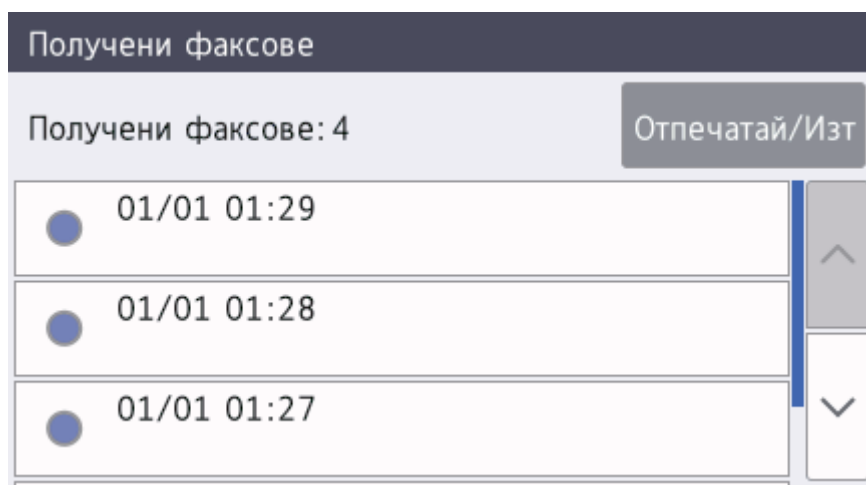 Получени факсове
Получени факсове: 4
Отпечатай/Изт
01/01 01:29
01/01 01:28
01/01 01:27